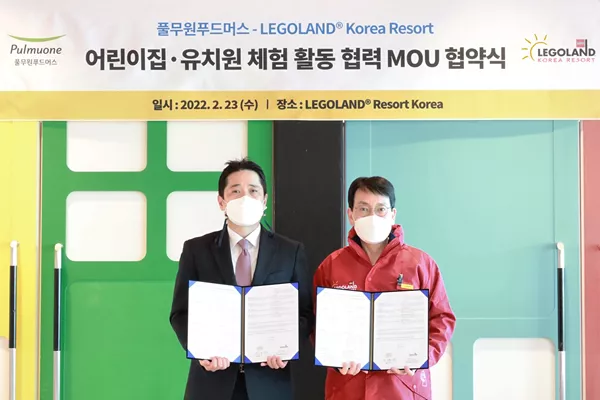 풀무원푸드머스 - LEGOLAND® Korea Resort
Pulmuone
풀무원푸드머스
어린이집·유치원 체험 활동 협력 MOU 협약식
LEGOLAND
KOREA RESORT
일시 : 2022. 2. 23 (수) | 장소 : LEGOLAND® Resort Korea
LEGOLAND